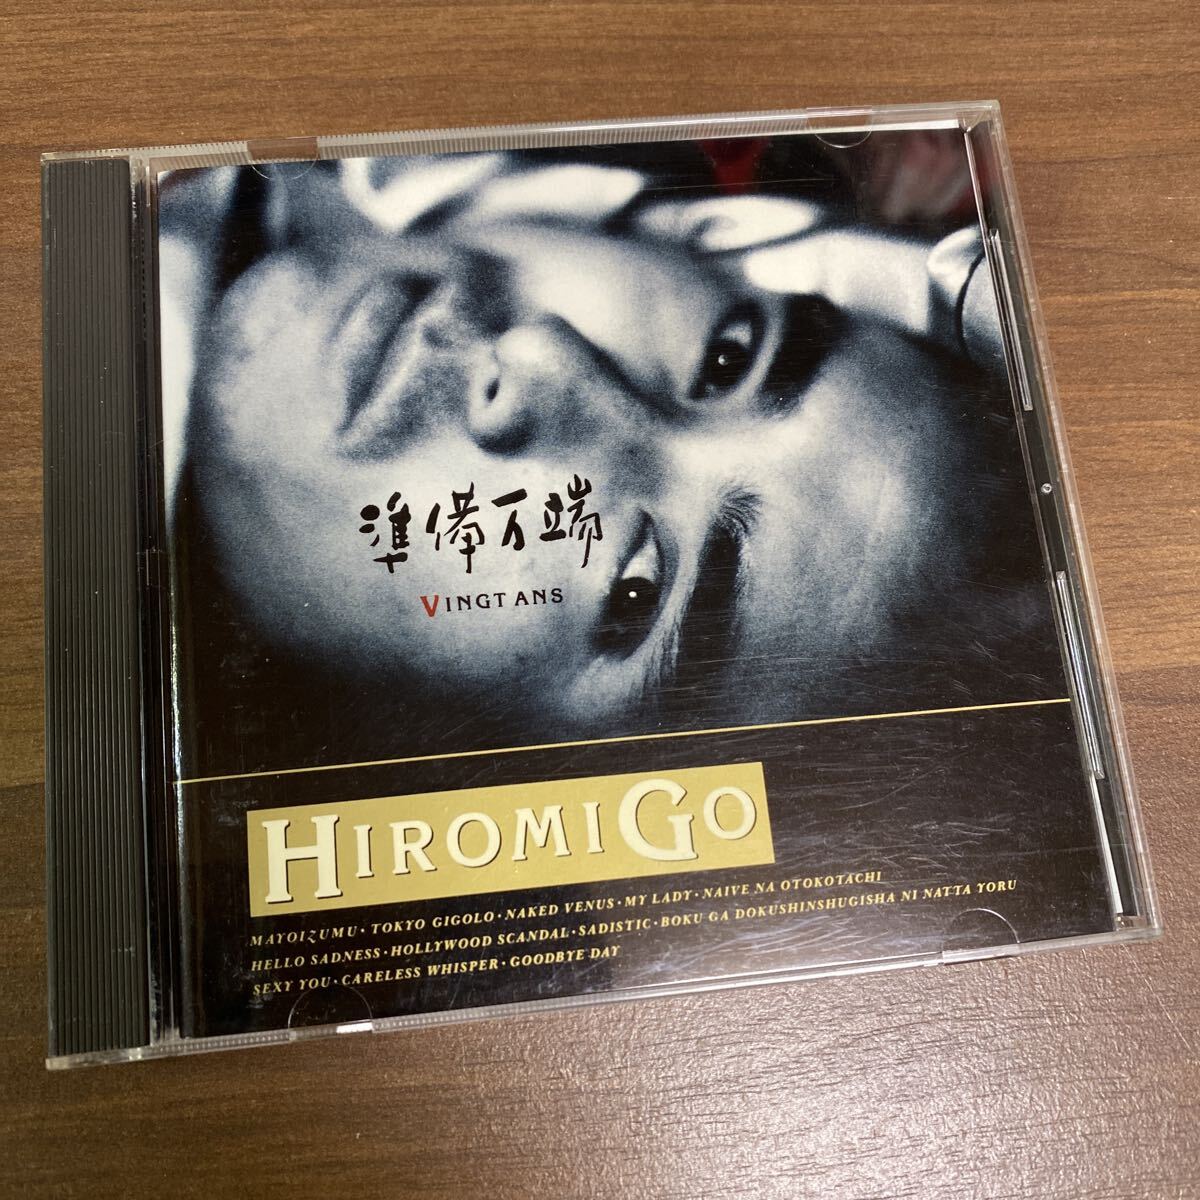 準備万端
VINGT ANS
HIROMI GO
MAYOIZUMU・TOKYO GIGOLO・NAKED VENUS・MY LADY・NAIVE NA OTOKOTACHI
HELLO SADNESS・HOLLYWOOD SCANDAL・SADISTIC・BOKU GA DOKUSHINSHUGISHA NI NATTA YORU
SEXY YOU・CARELESS WHISPER・GOODBYE DAY